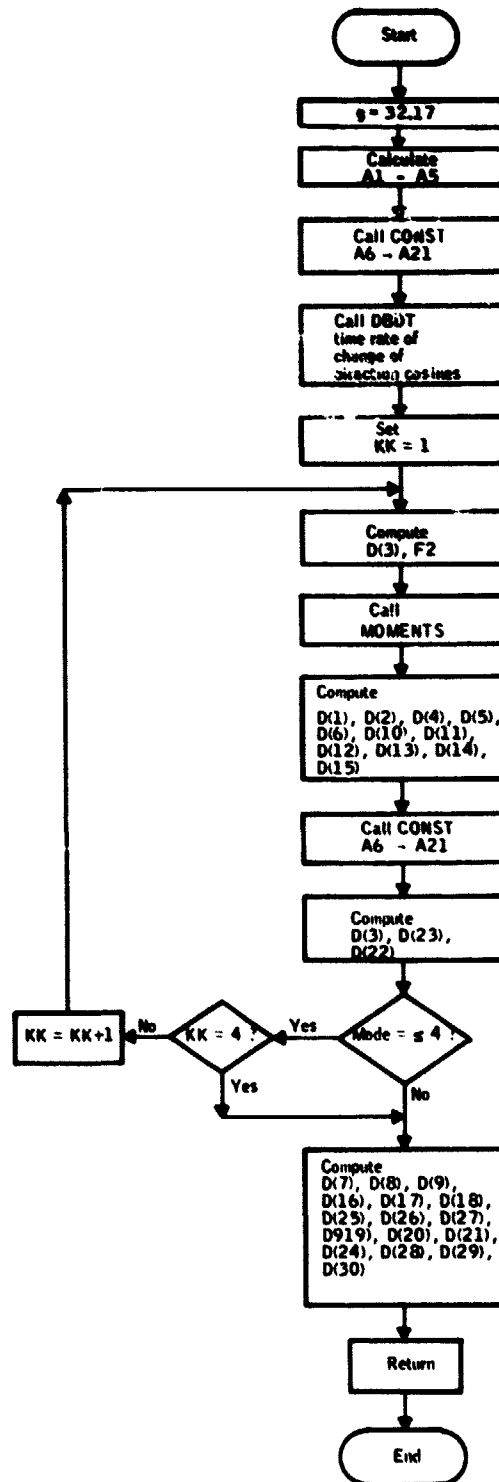 Start
g = 32.17
Calculate
A1 - A5
Call CONST
A6 - A21
Call DBDT
time rate of
change of
direction cosines
Set
KK = 1
Compute
D(3), F2
Call
MOMENTS
Compute
D(1), D(2), D(4), D(5),
D(6), D(10), D(11),
D(12), D(13), D(14),
D(15)
Call CONST
A6 - A21
Compute
D(3), D(23),
D(22)
KK = KK+1
No
KK = 4 ?
Yes
Mode = ≤ 4 ?
Yes
No
Compute
D(7), D(8), D(9),
D(16), D(17), D(18),
D(25), D(26), D(27),
D919), D(20), D(21),
D(24), D(28), D(29),
D(30)
Return
End